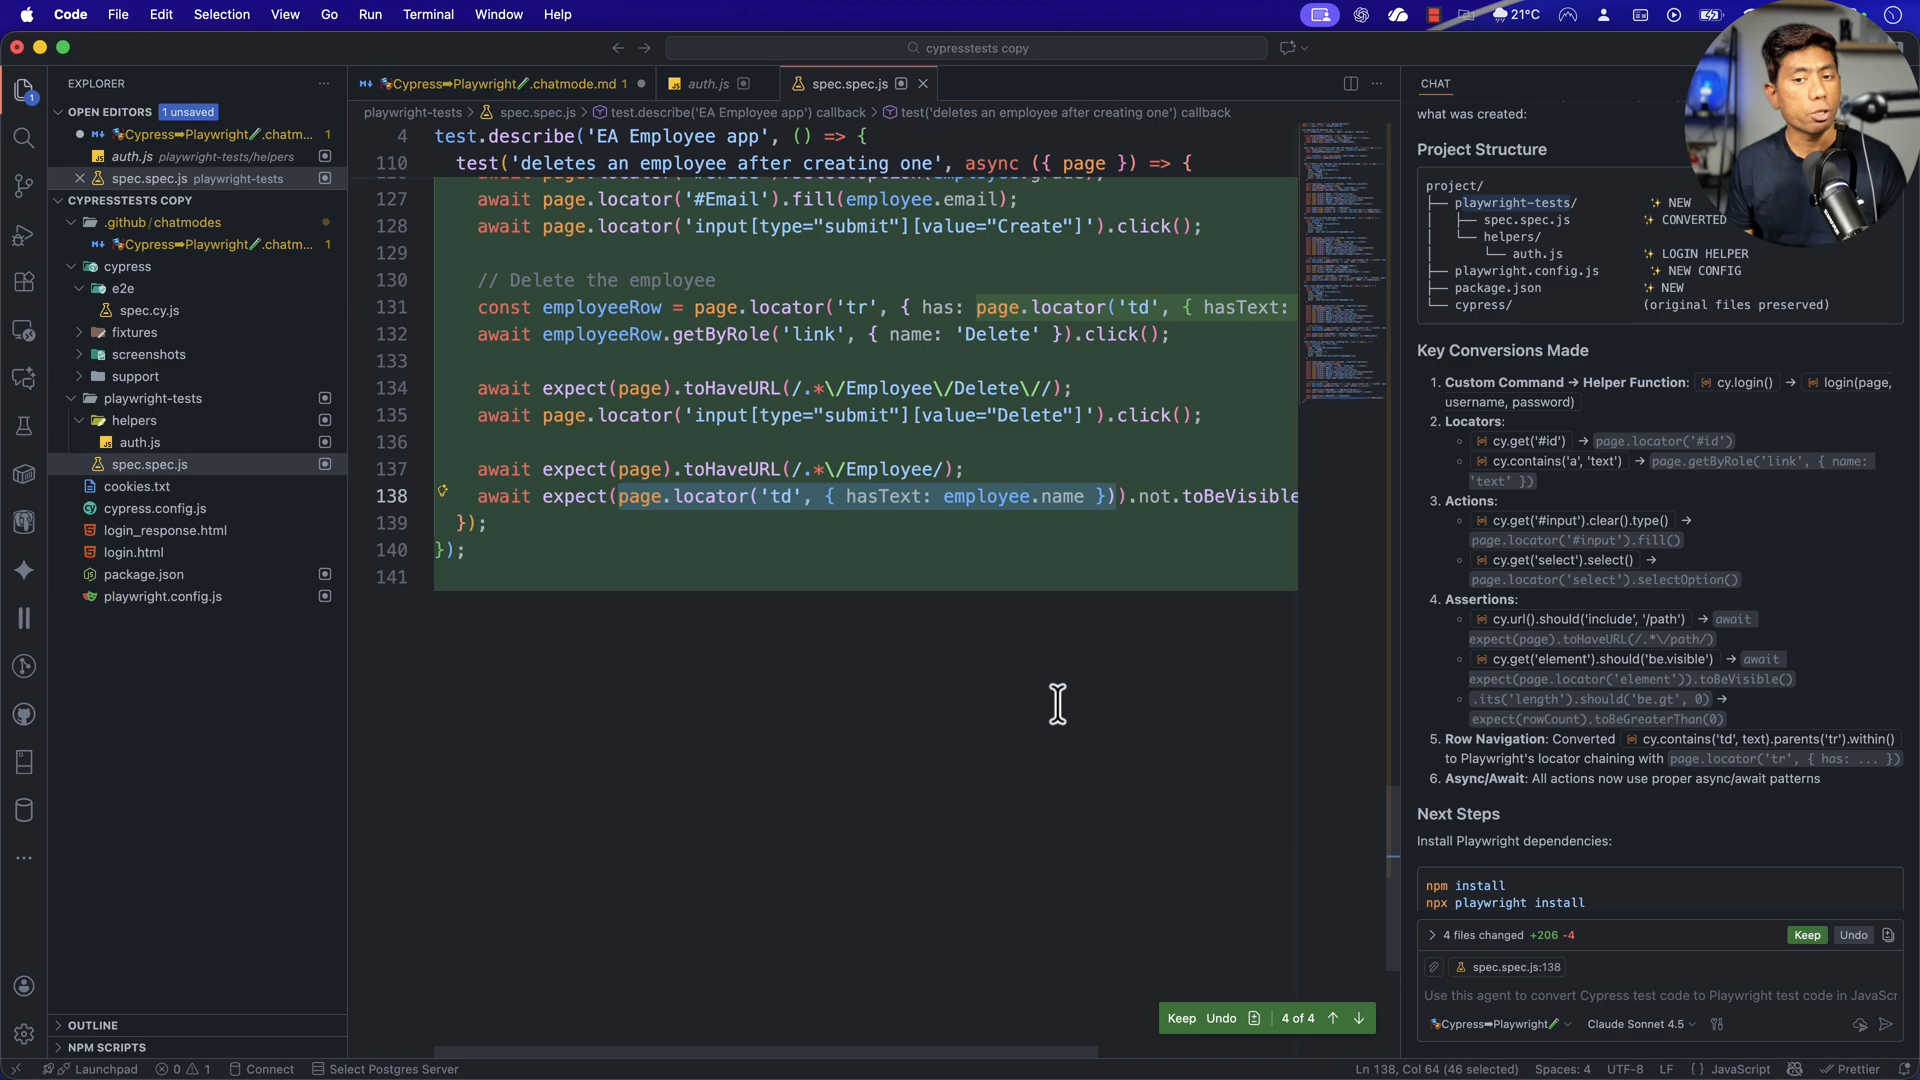 Code File Edit Selection View Go Run Terminal Window Help
21°C
cypresstests copy
EXPLORER
OPEN EDITORS 1 unsaved
Cypress➡Playwright.chatm... 1
auth.js playwright-tests/helpers
spec.spec.js playwright-tests
CYPRESSTESTS COPY
.github / chatmodes
Cypress➡Playwright.chatm... 1
cypress
e2e
spec.cy.js
fixtures
screenshots
support
playwright-tests
helpers
auth.js
spec.spec.js
cookies.txt
cypress.config.js
login_response.html
login.html
package.json
playwright.config.js
OUTLINE
NPM SCRIPTS
Cypress➡Playwright.chatmode.md 1
auth.js
spec.spec.js
playwright-tests > spec.spec.js > test.describe('EA Employee app') callback > test('deletes an employee after creating one') callback
4 test.describe('EA Employee app', () => {
110 test('deletes an employee after creating one', async ({ page }) => {
127 await page.locator('#Email').fill(employee.email);
128 await page.locator('input[type="submit"][value="Create"]').click();
129
130 // Delete the employee
131 const employeeRow = page.locator('tr', { has: page.locator('td', { hasText:
132 await employeeRow.getByRole('link', { name: 'Delete' }).click();
133
134 await expect(page).toHaveURL(/.*\/Employee\/Delete\//);
135 await page.locator('input[type="submit"][value="Delete"]').click();
136
137 await expect(page).toHaveURL(/.*\/Employee/);
138 await expect(page.locator('td', { hasText: employee.name })).not.toBeVisible
139 });
140 });
141
Keep Undo 4 of 4
CHAT
what was created:
Project Structure
project/
├── playwright-tests/ ✨ NEW
│ ├── spec.spec.js ✨ CONVERTED
│ └── helpers/
│ └── auth.js ✨ LOGIN HELPER
├── playwright.config.js ✨ NEW CONFIG
├── package.json ✨ NEW
└── cypress/ (original files preserved)
Key Conversions Made
1. Custom Command → Helper Function: cy.login() → login(page,
username, password)
2. Locators:
cy.get('#id') → page.locator('#id')
cy.contains('a', 'text') → page.getByRole('link', { name:
'text' })
3. Actions:
cy.get('#input').clear().type() →
page.locator('#input').fill()
cy.get('select').select() →
page.locator('select').selectOption()
4. Assertions:
cy.url().should('include', '/path') → await
expect(page).toHaveURL(/.*\/path/)
cy.get('element').should('be.visible') → await
expect(page.locator('element')).toBeVisible()
.its('length').should('be.gt', 0) →
expect(rowCount).toBeGreaterThan(0)
5. Row Navigation: Converted cy.contains('td', text).parents('tr').within()
to Playwright's locator chaining with page.locator('tr', { has: ... })
6. Async/Await: All actions now use proper async/await patterns
Next Steps
Install Playwright dependencies:
npm install
npx playwright install
4 files changed +206 -4 Keep Undo
spec.spec.js:138
Use this agent to convert Cypress test code to Playwright test code in JavaScr
Cypress➡Playwright Claude Sonnet 4.5
Launchpad 0 1 Connect Select Postgres Server
Ln 138, Col 64 (46 selected) Spaces: 4 UTF-8 LF { } JavaScript Prettier